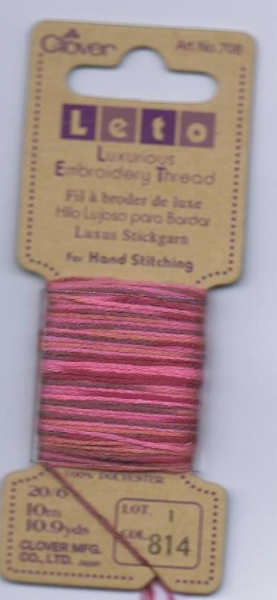 Clover Art No. 708
Leto
Luxurious
Embroidery Thread
Fil à broder de luxe
Hilo Lujoso para Bordar
Luxus Stickgarn
For Hand Stitching
100% POLYESTER
20/6
10m
10.9yds
LOT. 1
COL. 814
CLOVER MFG.
CO., LTD. Japan